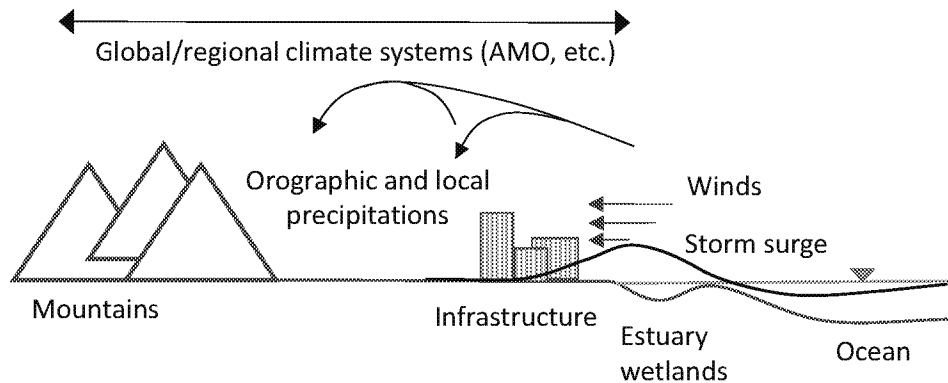 Global/regional climate systems (AMO, etc.)
Orographic and local
precipitations
Winds
Storm surge
Mountains
Infrastructure
Estuary
wetlands
Ocean